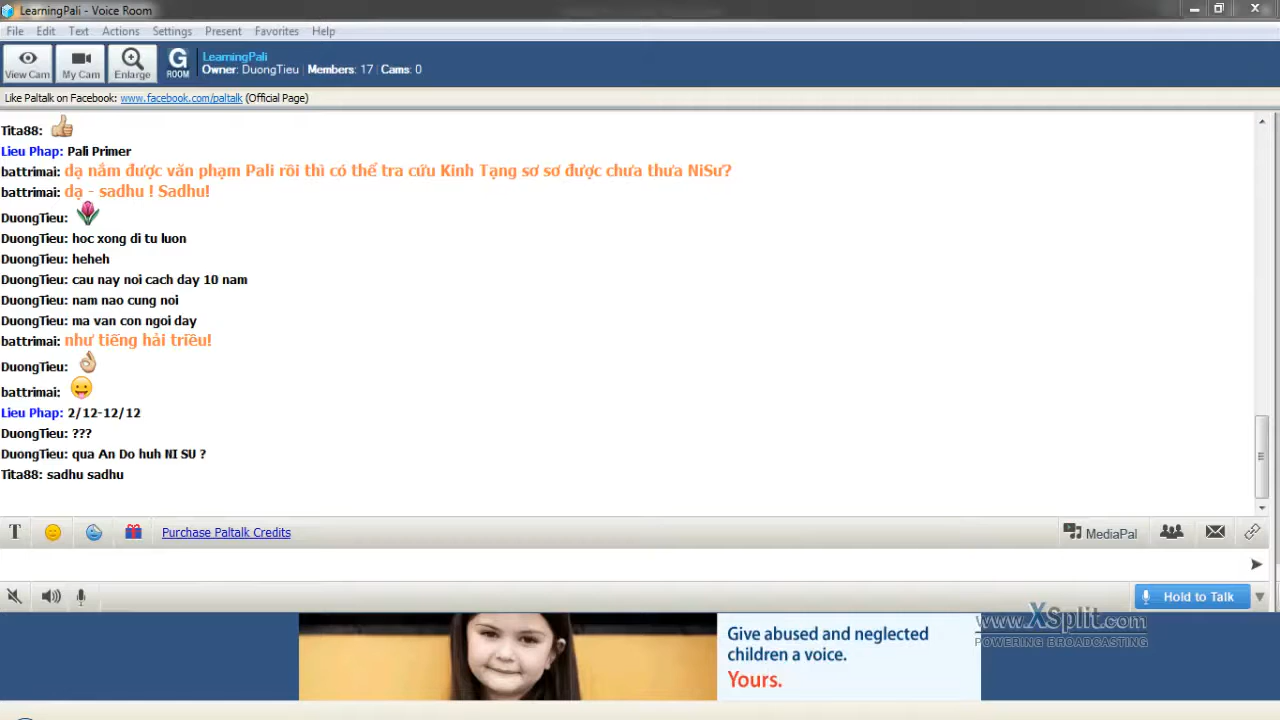 LearningPali - Voice Room
File Edit Text Actions Settings Present Favorites Help
View Cam My Cam Enlarge G ROOM
LearningPali
Owner: DuongTieu | Members: 17 | Cams: 0
Like Paltalk on Facebook: www.facebook.com/paltalk (Official Page)
Tita88:
Lieu Phap: Pali Primer
battrimai: dạ nắm được văn phạm Pali rồi thì có thể tra cứu Kinh Tạng sơ sơ được chưa thưa NiSư?
battrimai: dạ - sadhu ! Sadhu!
DuongTieu:
DuongTieu: hoc xong di tu luon
DuongTieu: heheh
DuongTieu: cau nay noi cach day 10 nam
DuongTieu: nam nao cung noi
DuongTieu: ma van con ngoi day
battrimai: như tiếng hải triều!
DuongTieu:
battrimai:
Lieu Phap: 2/12-12/12
DuongTieu: ???
DuongTieu: qua An Do huh NI SU ?
Tita88: sadhu sadhu
T Purchase Paltalk Credits MediaPal
Hold to Talk
www.XSplit.com
POWERING BROADCASTING
Give abused and neglected
children a voice.
Yours.